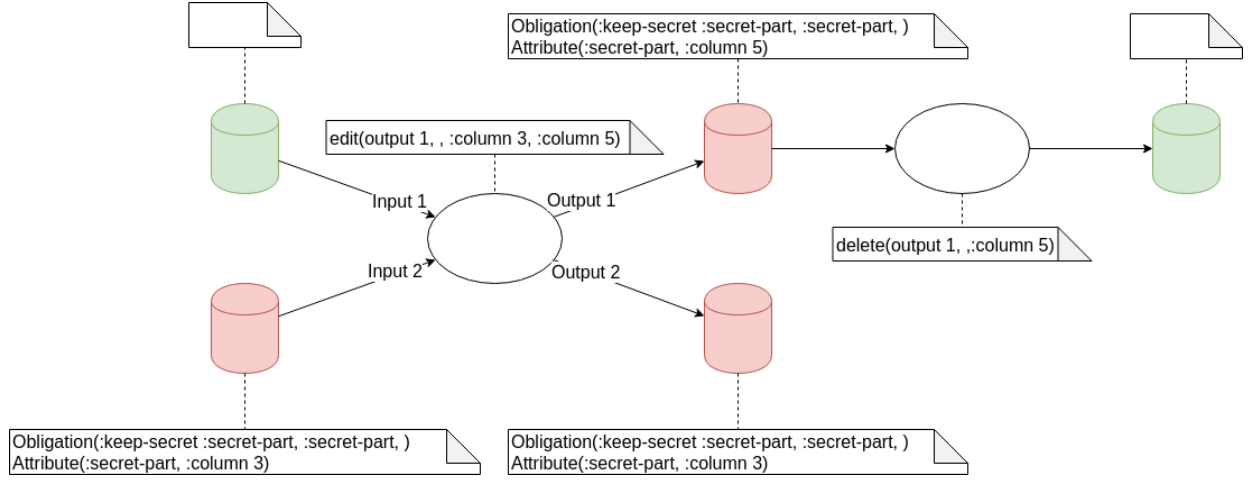 Obligation(:keep-secret :secret-part, :secret-part, )
Attribute(:secret-part, :column 5)
edit(output 1, , :column 3, :column 5)
Input 1
Output 1
delete(output 1, ,:column 5)
Input 2
Output 2
Obligation(:keep-secret :secret-part, :secret-part, )
Attribute(:secret-part, :column 3)
Obligation(:keep-secret :secret-part, :secret-part, )
Attribute(:secret-part, :column 3)